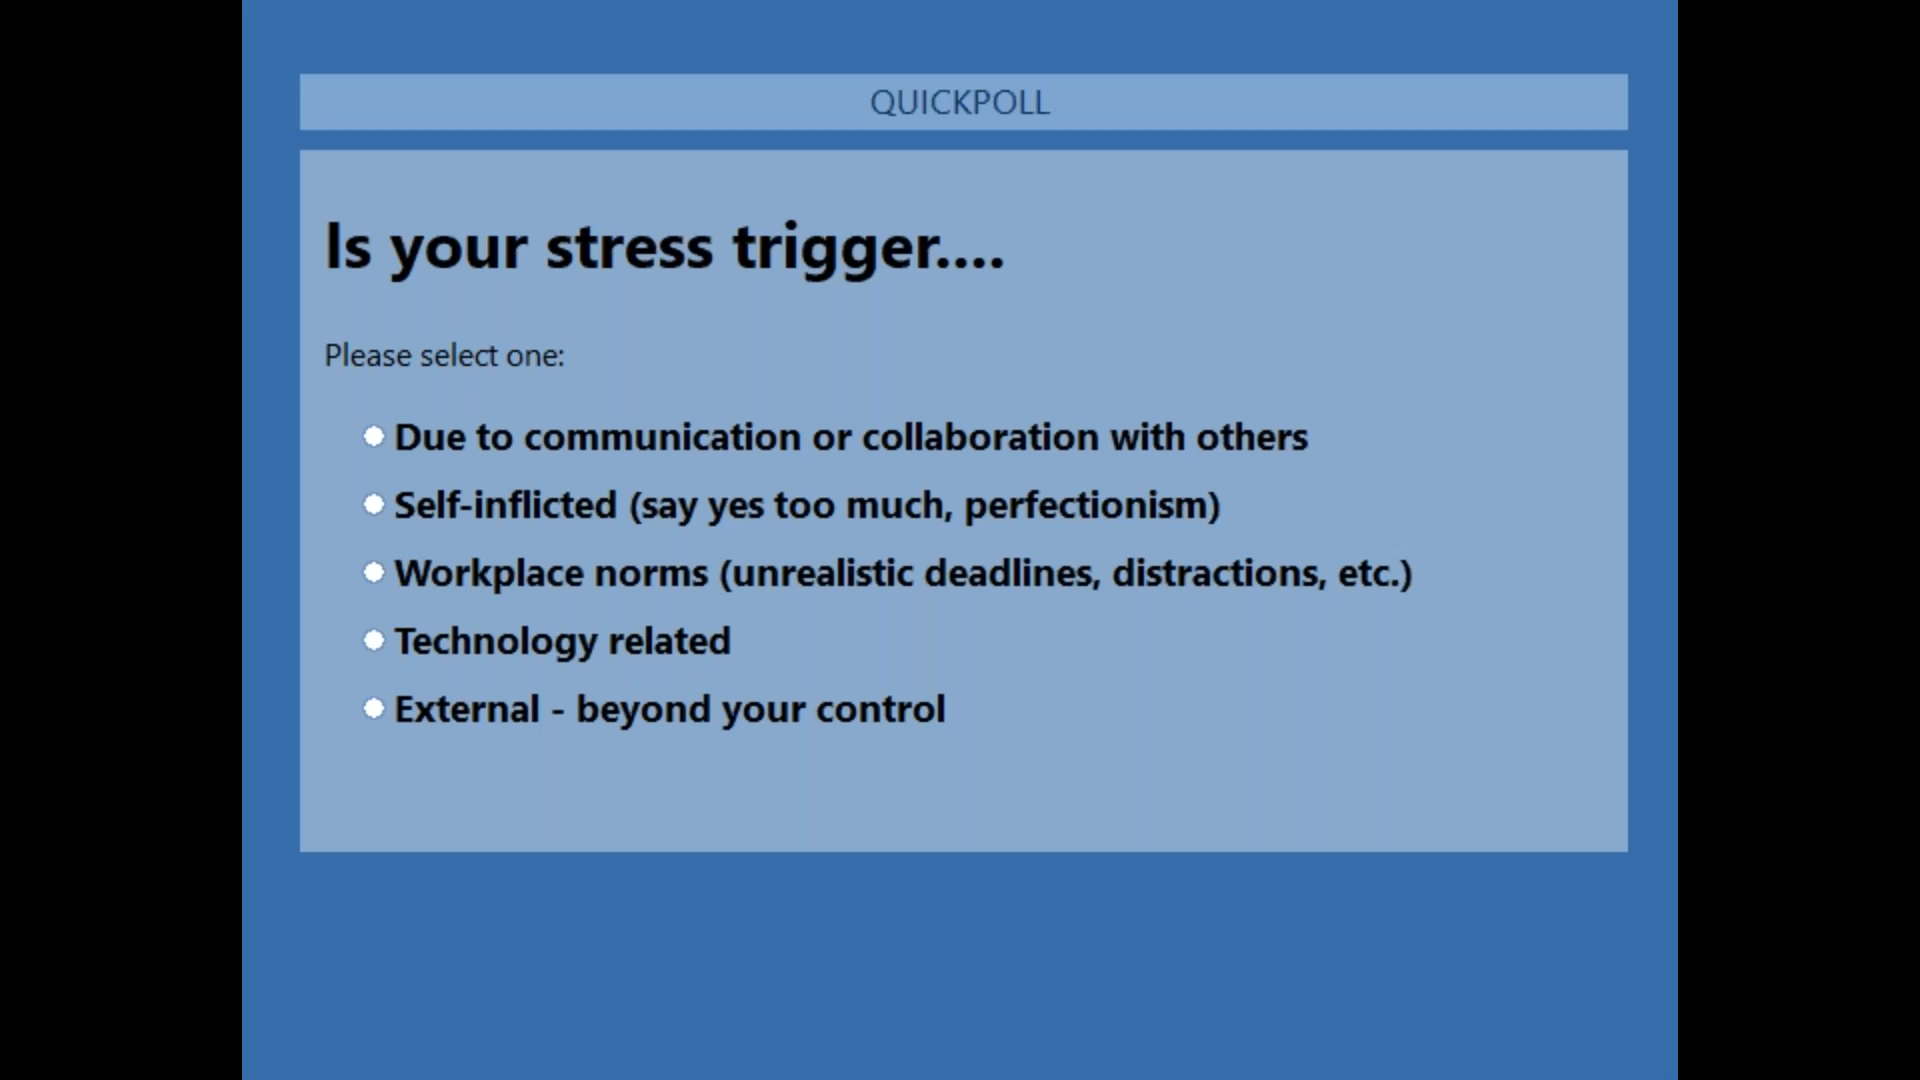 QUICKPOLL
Is your stress trigger....
Please select one:
Due to communication or collaboration with others
Self-inflicted (say yes too much, perfectionism)
Workplace norms (unrealistic deadlines, distractions, etc.)
Technology related
External - beyond your control